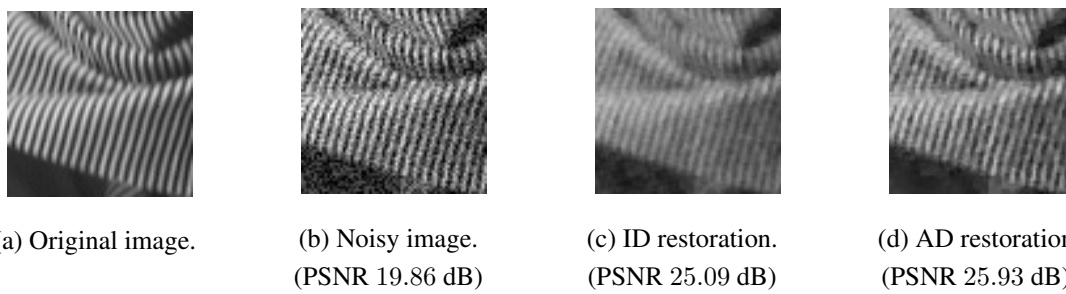 a) Original image.
(b) Noisy image.
(PSNR 19.86 dB)
(c) ID restoration.
(PSNR 25.09 dB)
(d) AD restoration
(PSNR 25.93 dB)